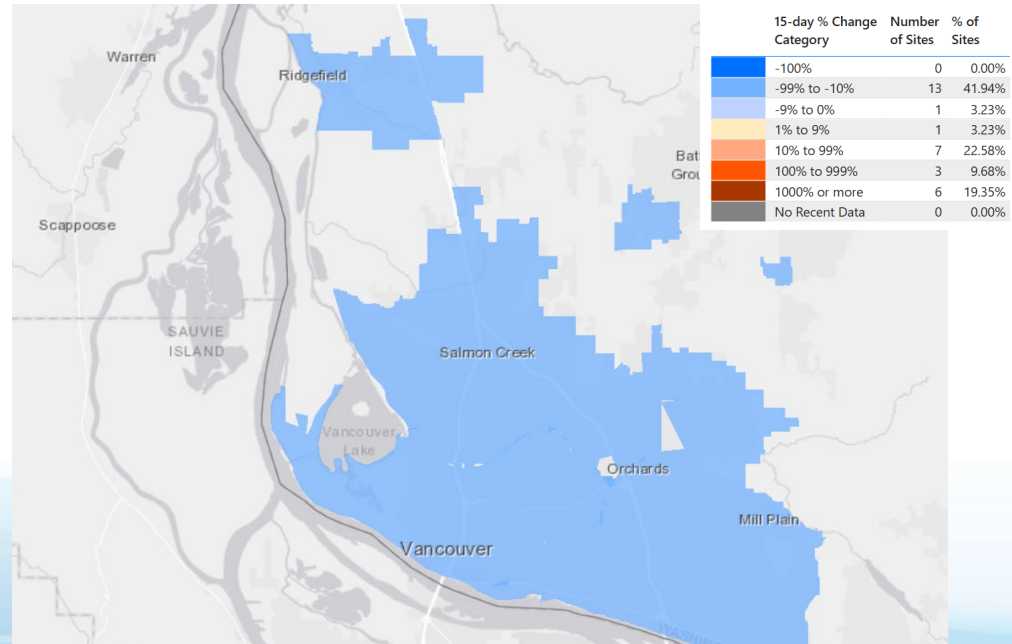 15-day % Change Number % of
Category of Sites Sites
-100% 0 0.00%
-99% to -10% 13 41.94%
-9% to 0% 1 3.23%
1% to 9% 1 3.23%
10% to 99% 7 22.58%
100% to 999% 3 9.68%
1000% or more 6 19.35%
No Recent Data 0 0.00%
Warren
Ridgefield
Bat
Grou
Scappoose
SAUVIE
ISLAND
Salmon Creek
Vancouver
Lake
Orchards
Mill Plain
Vancouver
WASHING